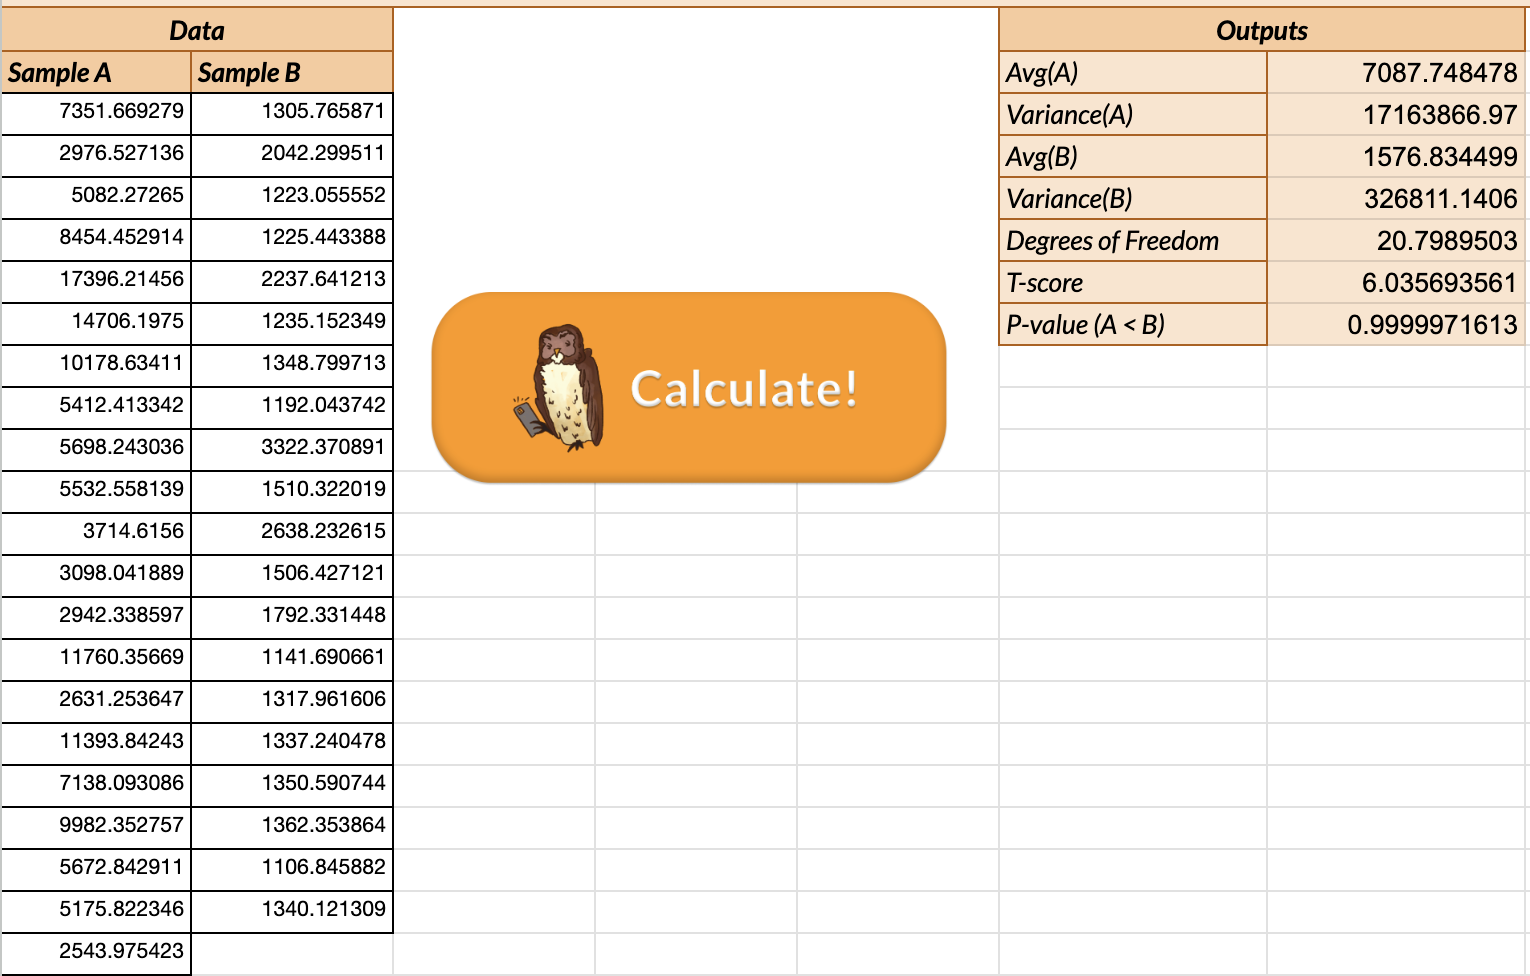 Data
Outputs
Sample A Sample B
Avg(A) 7087.748478
7351.669279 1305.765871
Variance(A) 17163866.97
2976.527136 2042.299511
Avg(B) 1576.834499
5082.27265 1223.055552
Variance(B) 326811.1406
8454.452914 1225.443388
Degrees of Freedom 20.7989503
17396.21456 2237.641213
T-score 6.035693561
14706.1975 1235.152349
P-value (A < B) 0.9999971613
10178.63411 1348.799713
Calculate!
5412.413342 1192.043742
5698.243036 3322.370891
5532.558139 1510.322019
3714.6156 2638.232615
3098.041889 1506.427121
2942.338597 1792.331448
11760.35669 1141.690661
2631.253647 1317.961606
11393.84243 1337.240478
7138.093086 1350.590744
9982.352757 1362.353864
5672.842911 1106.845882
5175.822346 1340.121309
2543.975423